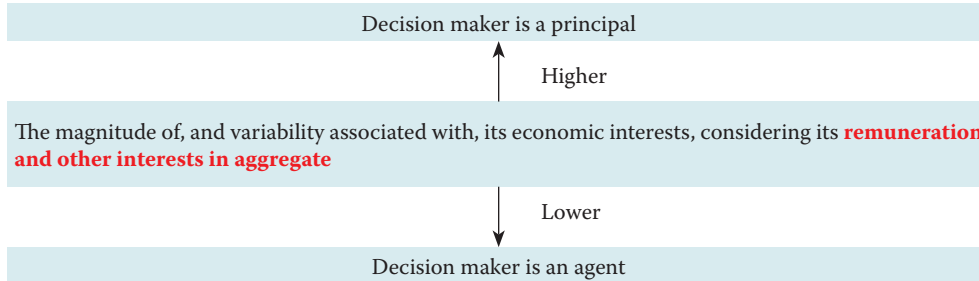 Decision maker is a principal
Higher
The magnitude of, and variability associated with, its economic interests, considering its remuneration
and other interests in aggregate
Lower
Decision maker is an agent